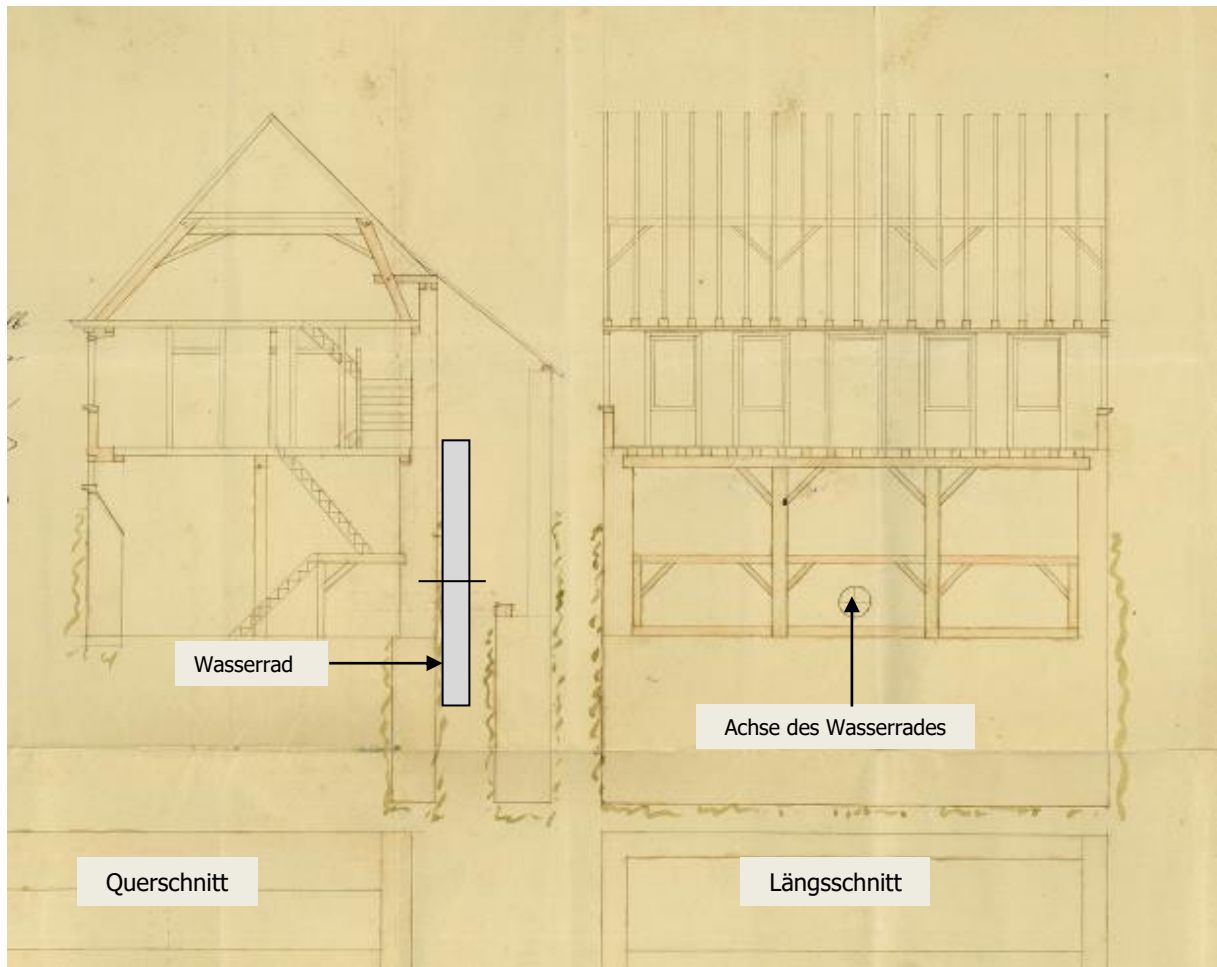 Wasserrad
Achse des Wasserrades
Querschnitt
Längsschnitt